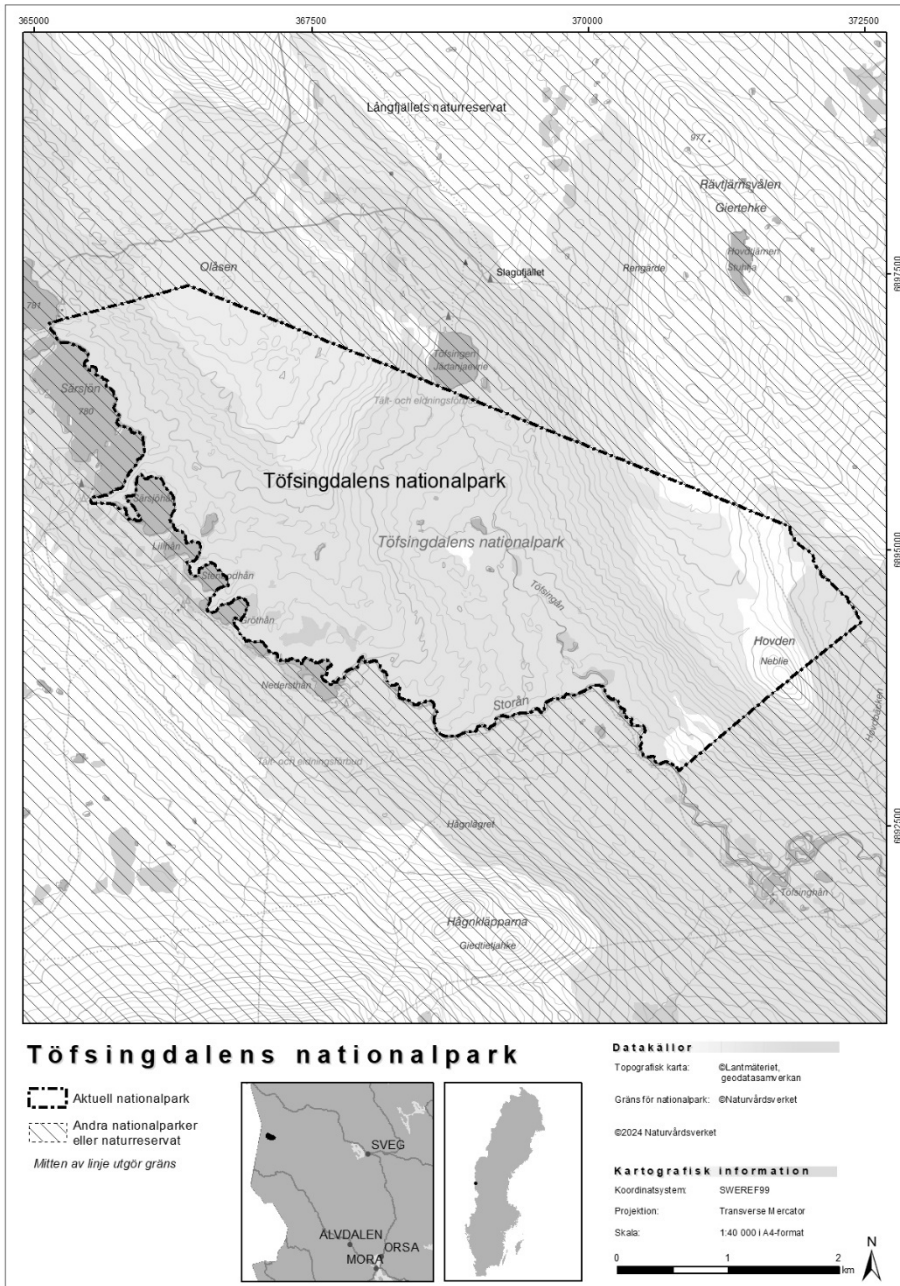 365000
367500
370000
372500
Långfjällets naturreservat
977
Rävtjärnsvålen
Giertehke
Hovdtjärnen
Olåsen
Slagufjället
Rengärde
6897500
781
Töfsingen
Särsjön
780
Tält- och eldningsförbud
Töfsingdalens nationalpark
Töfsingdalens nationalpark
Lillhån
6895000
Töfsingån
Gröthån
Hovden
Neblie
Nedersthån
Storån
Hovdbäcken
Tält- och eldningsförbud
Hågnlägret
6892500
Töfsinghån
Hågnkläpparna
Giedtieljahke
Töfsingdalens nationalpark
Aktuell nationalpark
Andra nationalparker
eller naturreservat
Mitten av linje utgör gräns
SVEG
ÄLVDALEN
ORSA
MORA
Datakällor
Topografisk karta: ©Lantmäteriet,
geodatasamverkan
Gräns för nationalpark: ©Naturvårdsverket
©2024 Naturvårdsverket
Kartografisk information
Koordinatsystem: SWEREF99
Projektion: Transverse Mercator
Skala: 1:40 000 i A4-format
N
0 1 2
km